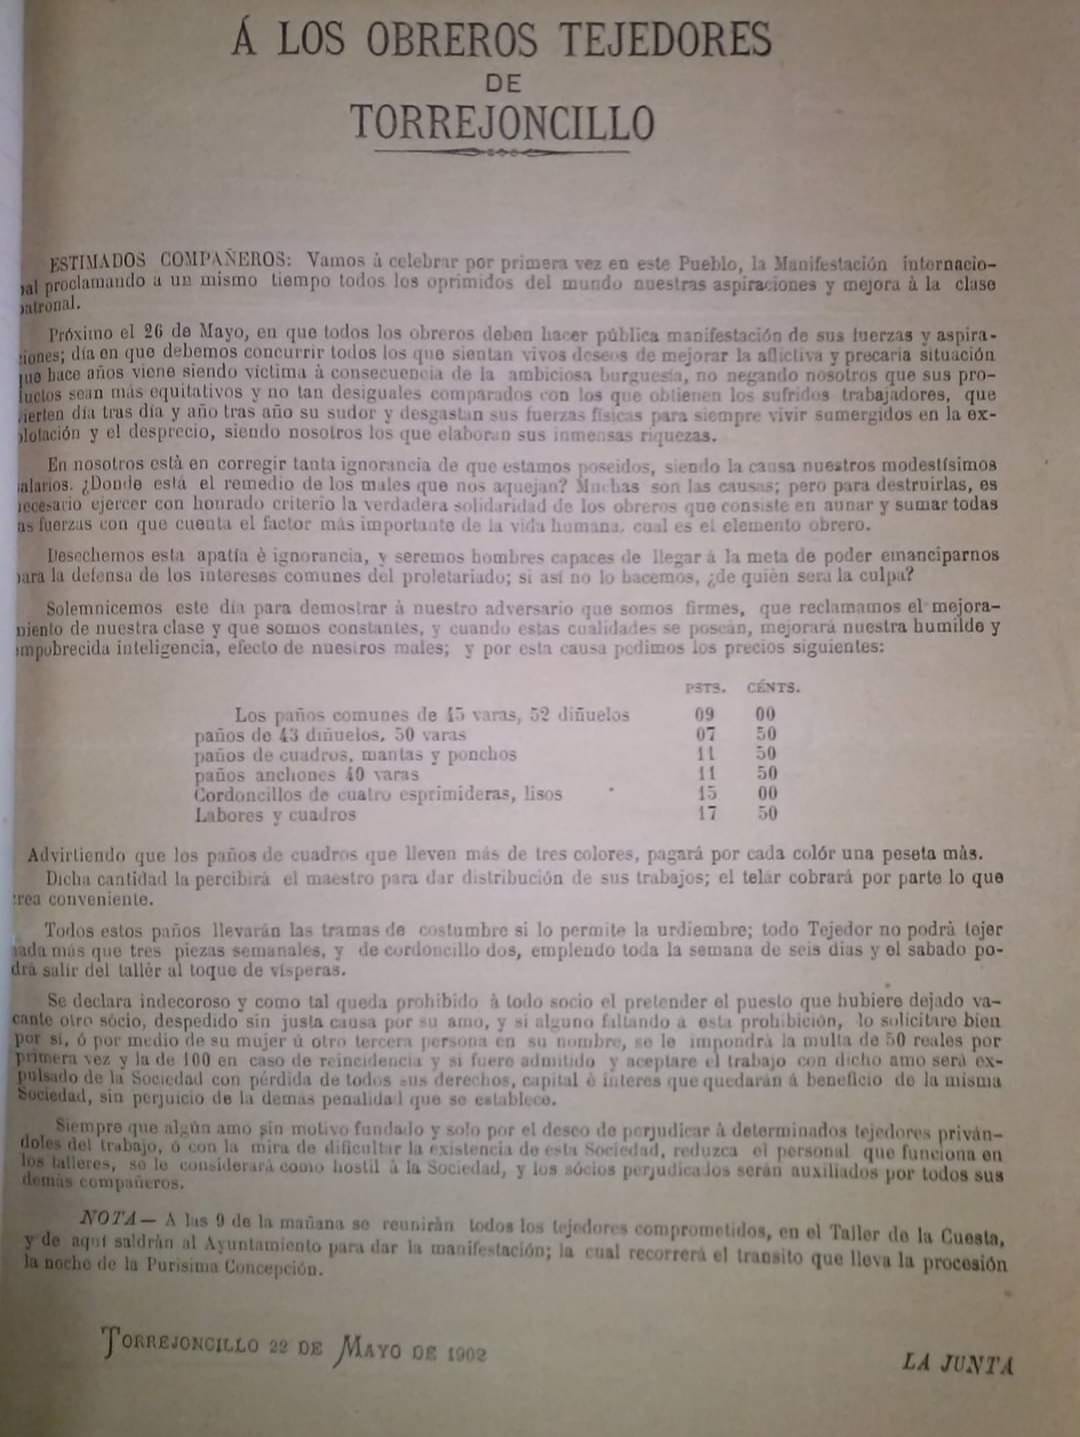 Á LOS OBREROS TEJEDORES
DE
TORREJONCILLO
ESTIMADOS COMPAÑEROS: Vamos à celebrar por primera vez en este Pueblo, la Manifestación internacio-
nal proclamando a un mismo tiempo todos los oprimidos del mundo nuestras aspiraciones y mejora à la clase
patronal.
Próximo el 26 de Mayo, en que todos los obreros deben hacer pública manifestación de sus fuerzas y aspira-
ciones; día en que debemos concurrir todos los que sientan vivos deseos de mejorar la aflictiva y precaria situación
que hace años viene siendo víctima à consecuencia de la ambiciosa burguesía, no negando nosotros que sus pro-
ductos sean más equitativos y no tan desiguales comparados con los que obtienen los sufridos trabajadores, que
vierten día tras día y año tras año su sudor y desgastan sus fuerzas físicas para siempre vivir sumergidos en la ex-
plotación y el desprecio, siendo nosotros los que elaboran sus inmensas riquezas.
En nosotros està en corregir tanta ignorancia de que estamos poseidos, siendo la causa nuestros modestísimos
salarios. ¿Donde está el remedio de los males que nos aquejan? Muchas son las causas; pero para destruirlas, es
necesario ejercer con honrado criterio la verdadera solidaridad de los obreros que consiste en aunar y sumar todas
as fuerzas con que cuenta el factor más importante de la vida humana, cual es el elemento obrero.
Desechemos esta apatía è ignorancia, y seremos hombres capaces de llegar à la meta de poder emanciparnos
para la defensa de los intereses comunes del proletariado; si así no lo hacemos, ¿de quièn sera la culpa?
Solemnicemos este dia para demostrar à nuestro adversario que somos firmes, que reclamamos el mejora-
miento de nuestra clase y que somos constantes, y cuando estas cualidades se posean, mejorará nuestra humilde y
empobrecida inteligencia, efecto de nuestros males; y por esta causa pedimos los precios siguientes:
PSTS. CÉNTS.
Los paños comunes de 45 varas, 52 diñuelos 09 00
paños de 43 diñuelos, 50 varas 07 50
paños de cuadros, mantas y ponchos 11 50
paños anchones 40 varas 11 50
Cordoncillos de cuatro esprimideras, lisos 15 00
Labores y cuadros 17 50
Advirtiendo que los paños de cuadros que lleven más de tres colores, pagará por cada colór una peseta màs.
Dicha cantidad la percibirá el maestro para dar distribución de sus trabajos; el telar cobrará por parte lo que
crea conveniente.
Todos estos paños llevarán las tramas de costumbre si lo permite la urdiembre; todo Tejedor no podrá tejer
nada más que tres piezas semanales, y de cordoncillo dos, emplendo toda la semana de seis dias y el sabado po-
drá salir del tallér al toque de vísperas.
Se declara indecoroso y como tal queda prohibido à todo socio el pretender el puesto que hubiere dejado va-
cante otro sócio, despedido sin justa causa por su amo, y si alguno faltando a esta prohibición, lo solicitare bien
por sí, ó por medio de su mujer ú otro tercera persona en su nombre, se le impondrá la multa de 50 reales por
primera vez y la de 100 en caso de reincidencia y si fuere admitido y aceptare el trabajo con dicho amo será ex-
pulsado de la Sociedad con pérdida de todos sus derechos, capital è interes que quedarán á beneficio de la misma
Sociedad, sin perjuicio de la demàs penalidad que se establece.
Siempre que algún amo sin motivo fundado y solo por el deseo de perjudicar à determinados tejedores priván-
doles del trabajo, ó con la mira de dificultar la existencia de esta Sociedad, reduzca el personal que funciona en
los talleres, se le considerará como hostil à la Sociedad, y los sócios perjudicados serán auxiliados por todos sus
demás compañeros.
NOTA— A las 9 de la mañana se reuniràn todos los tejedores comprometidos, en el Taller de la Cuesta,
y de aquí saldrán al Ayuntamiento para dar la manifestación; la cual recorrerá el transito que lleva la procesión
la noche de la Purísima Concepción.
TORREJONCILLO 22 DE MAYO DE 1902
LA JUNTA